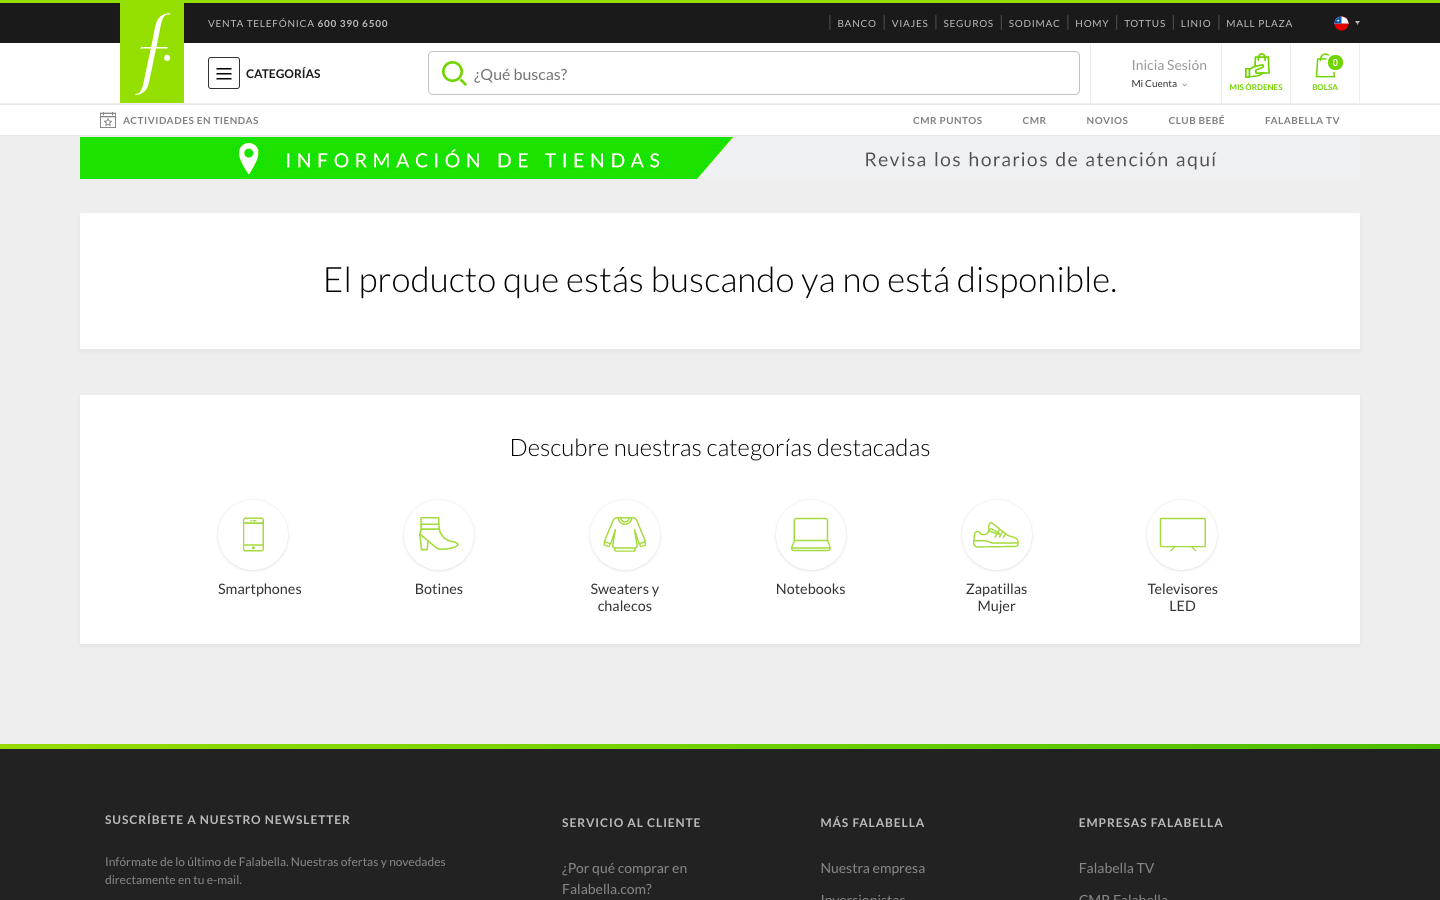 VENTA TELEFÓNICA 600 390 6500
BANCO VIAJES SEGUROS SODIMAC HOMY TOTTUS LINIO MALL PLAZA
f.
CATEGORÍAS
¿Qué buscas?
Inicia Sesión
Mi Cuenta
MIS ÓRDENES
0
BOLSA
ACTIVIDADES EN TIENDAS
CMR PUNTOS CMR NOVIOS CLUB BEBÉ FALABELLA TV
INFORMACIÓN DE TIENDAS
Revisa los horarios de atención aquí
El producto que estás buscando ya no está disponible.
Descubre nuestras categorías destacadas
Smartphones
Botines
Sweaters y
chalecos
Notebooks
Zapatillas
Mujer
Televisores
LED
SUSCRÍBETE A NUESTRO NEWSLETTER
Infórmate de lo último de Falabella. Nuestras ofertas y novedades
directamente en tu e-mail.
SERVICIO AL CLIENTE
¿Por qué comprar en
Falabella.com?
MÁS FALABELLA
Nuestra empresa
Inversionistas
EMPRESAS FALABELLA
Falabella TV
CMR Falabella